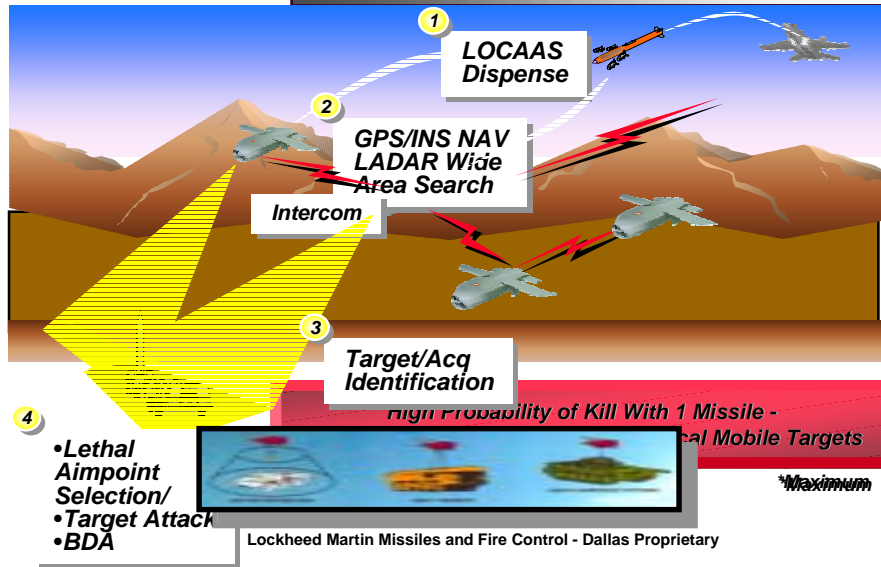 1
LOCAAS
Dispense
2
GPS/INS NAV
LADAR Wide
Area Search
Intercom
3
Target/Acq
Identification
4
•Lethal
Aimpoint
Selection/
•Target Attack
•BDA
High Probability of Kill With 1 Missile -
Mobile Targets
*Maximum
Lockheed Martin Missiles and Fire Control - Dallas Proprietary